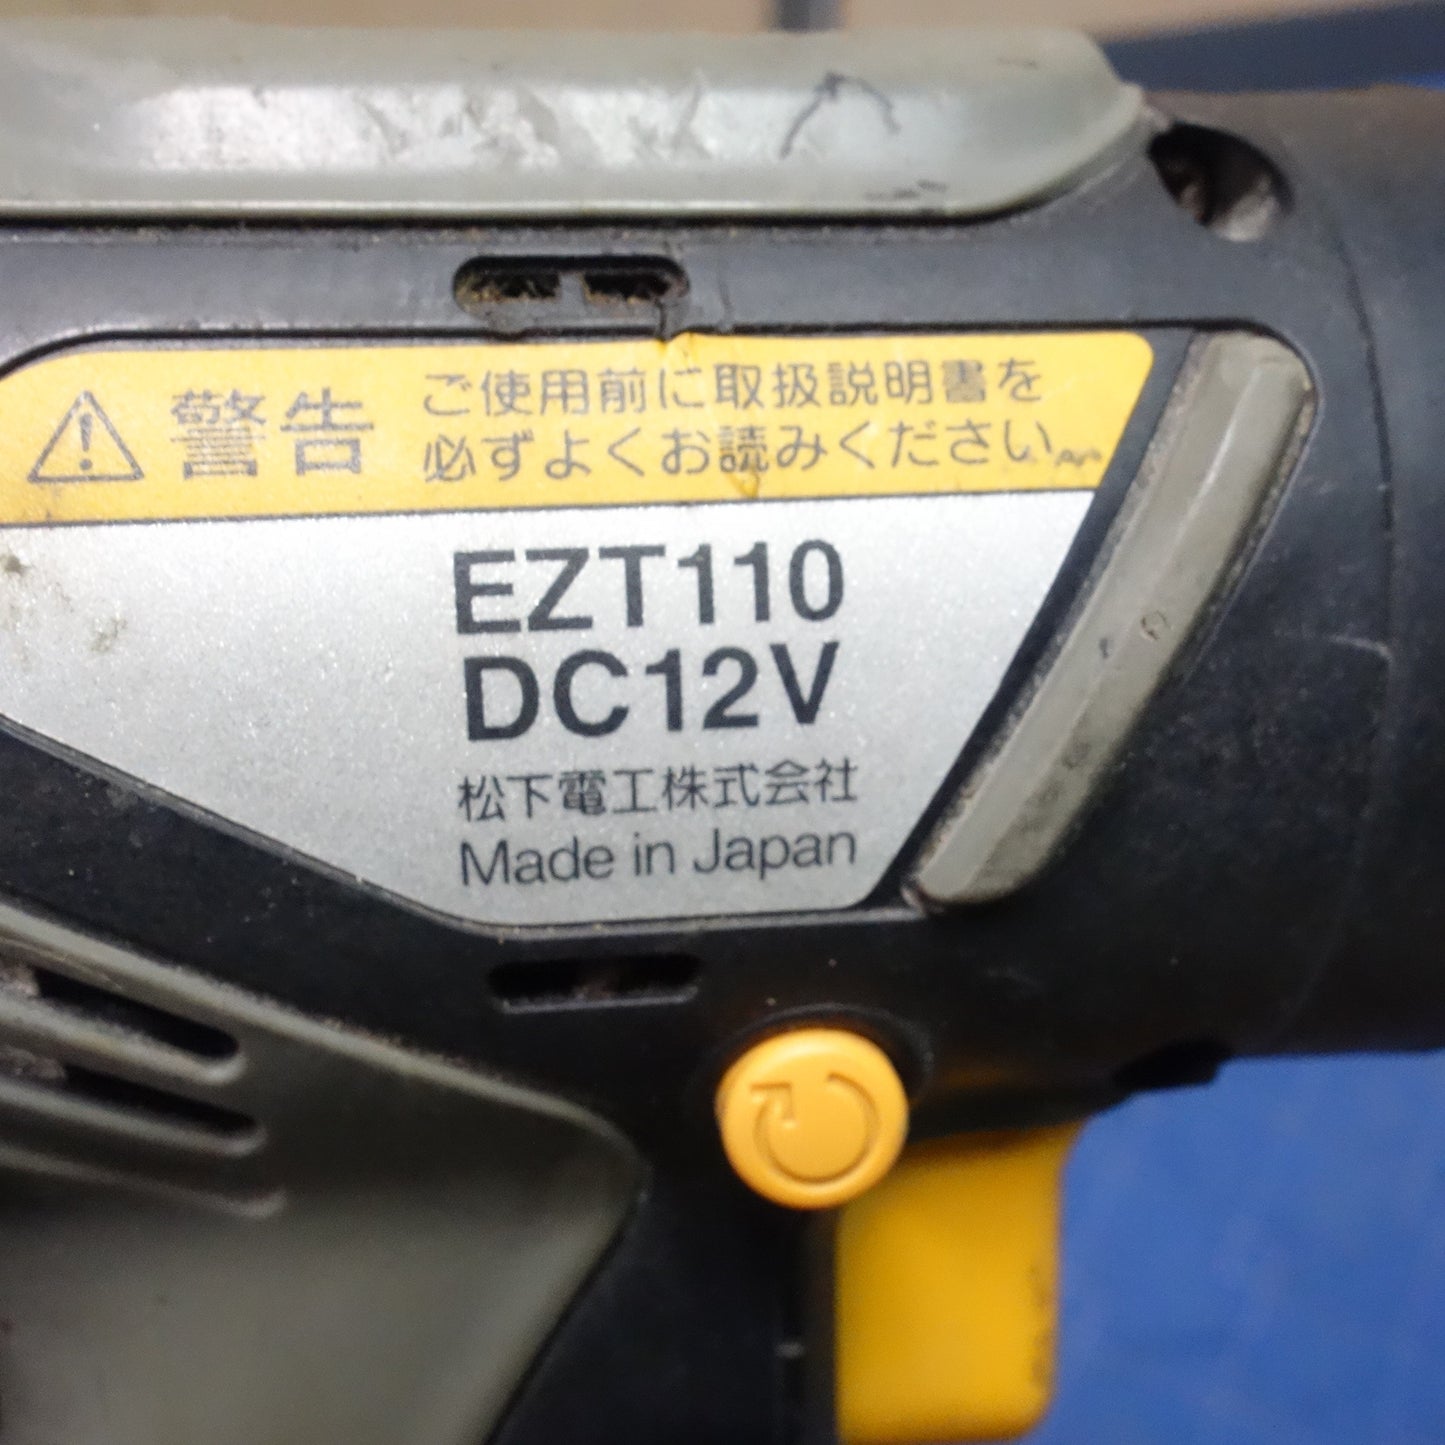 警告
ご使用前に取扱説明書を
必ずよくお読みください。
EZT110
DC12V
松下電工株式会社
Made in Japan